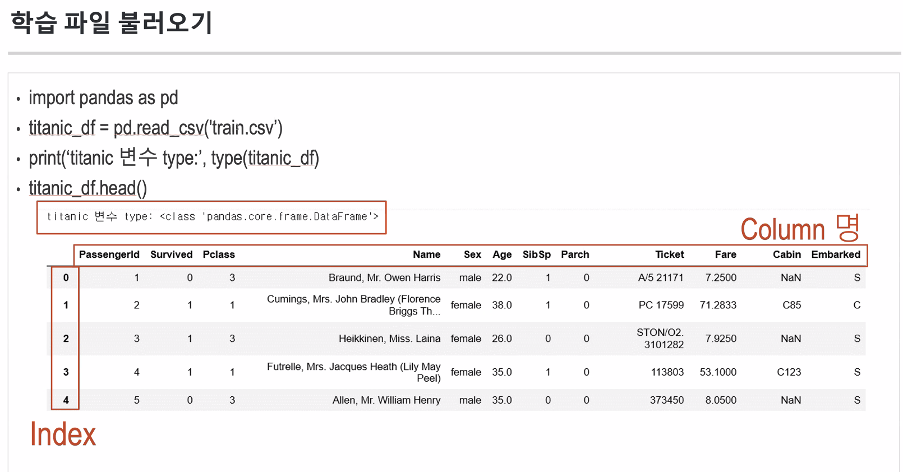 학습 파일 불러오기
• import pandas as pd
• titanic_df = pd.read_csv('train.csv’)
• print(‘titanic 변수 type:’, type(titanic_df)
• titanic_df.head()
titanic 변수 type: <class 'pandas.core.frame.DataFrame'>
Column 명
PassengerId Survived Pclass Name Sex Age SibSp Parch Ticket Fare Cabin Embarked
0 1 0 3 Braund, Mr. Owen Harris male 22.0 1 0 A/5 21171 7.2500 NaN S
1 2 1 1 Cumings, Mrs. John Bradley (Florence Briggs Th... female 38.0 1 0 PC 17599 71.2833 C85 C
2 3 1 3 Heikkinen, Miss. Laina female 26.0 0 0 STON/O2. 3101282 7.9250 NaN S
3 4 1 1 Futrelle, Mrs. Jacques Heath (Lily May Peel) female 35.0 1 0 113803 53.1000 C123 S
4 5 0 3 Allen, Mr. William Henry male 35.0 0 0 373450 8.0500 NaN S
Index